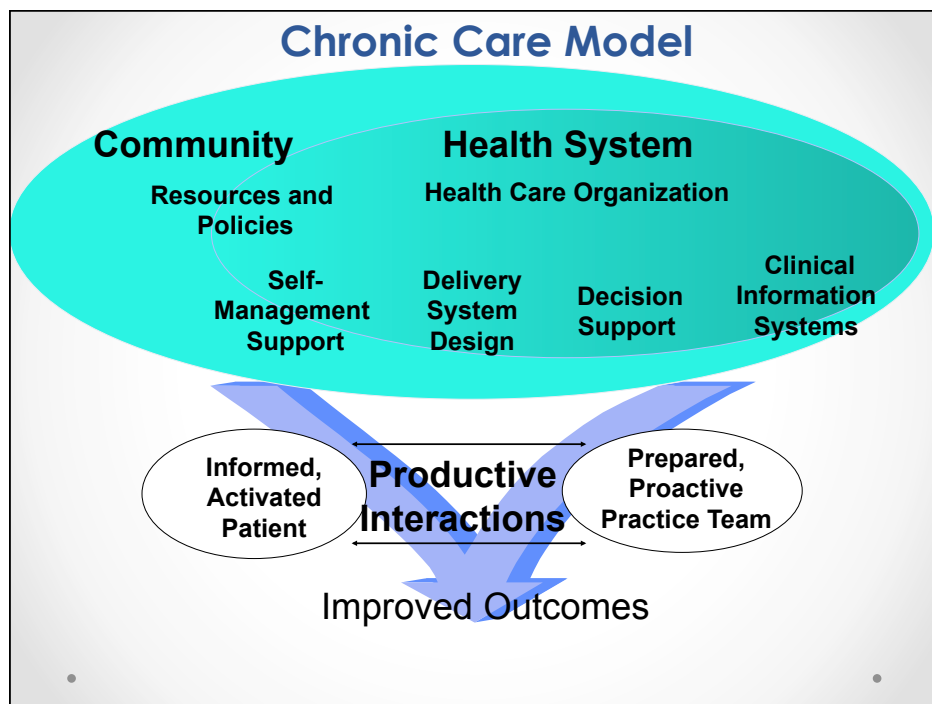 Chronic Care Model
Community
Health System
Resources and
Policies
Health Care Organization
Self-
Management
Support
Delivery
System
Design
Decision
Support
Clinical
Information
Systems
Informed,
Activated
Patient
Productive
Interactions
Prepared,
Proactive
Practice Team
Improved Outcomes